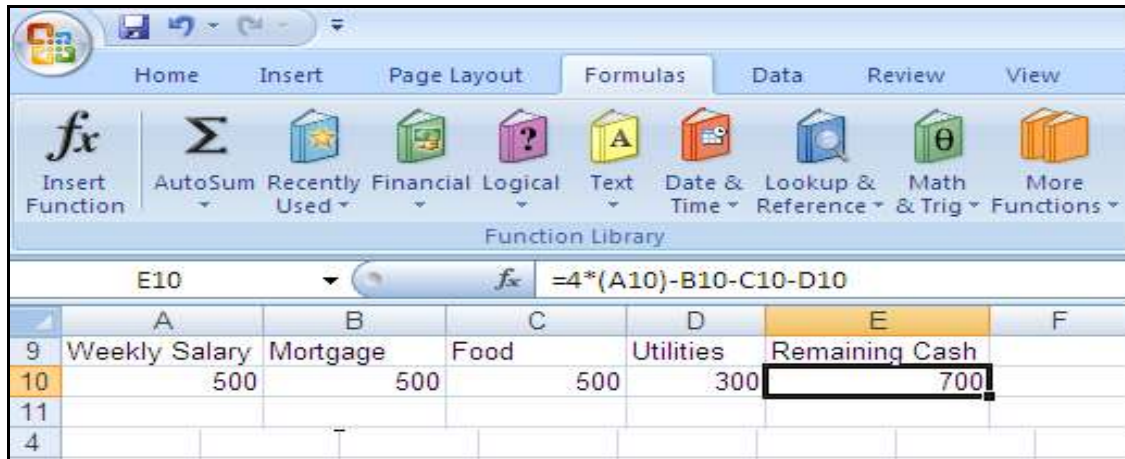 Home Insert Page Layout Formulas Data Review View
fx Σ ? A θ
Insert Function AutoSum Recently Used Financial Logical Text Date & Time Lookup & Reference Math & Trig More Functions
Function Library
E10 fx =4*(A10)-B10-C10-D10
A B C D E F
9 Weekly Salary Mortgage Food Utilities Remaining Cash
10 500 500 500 300 700
11
4